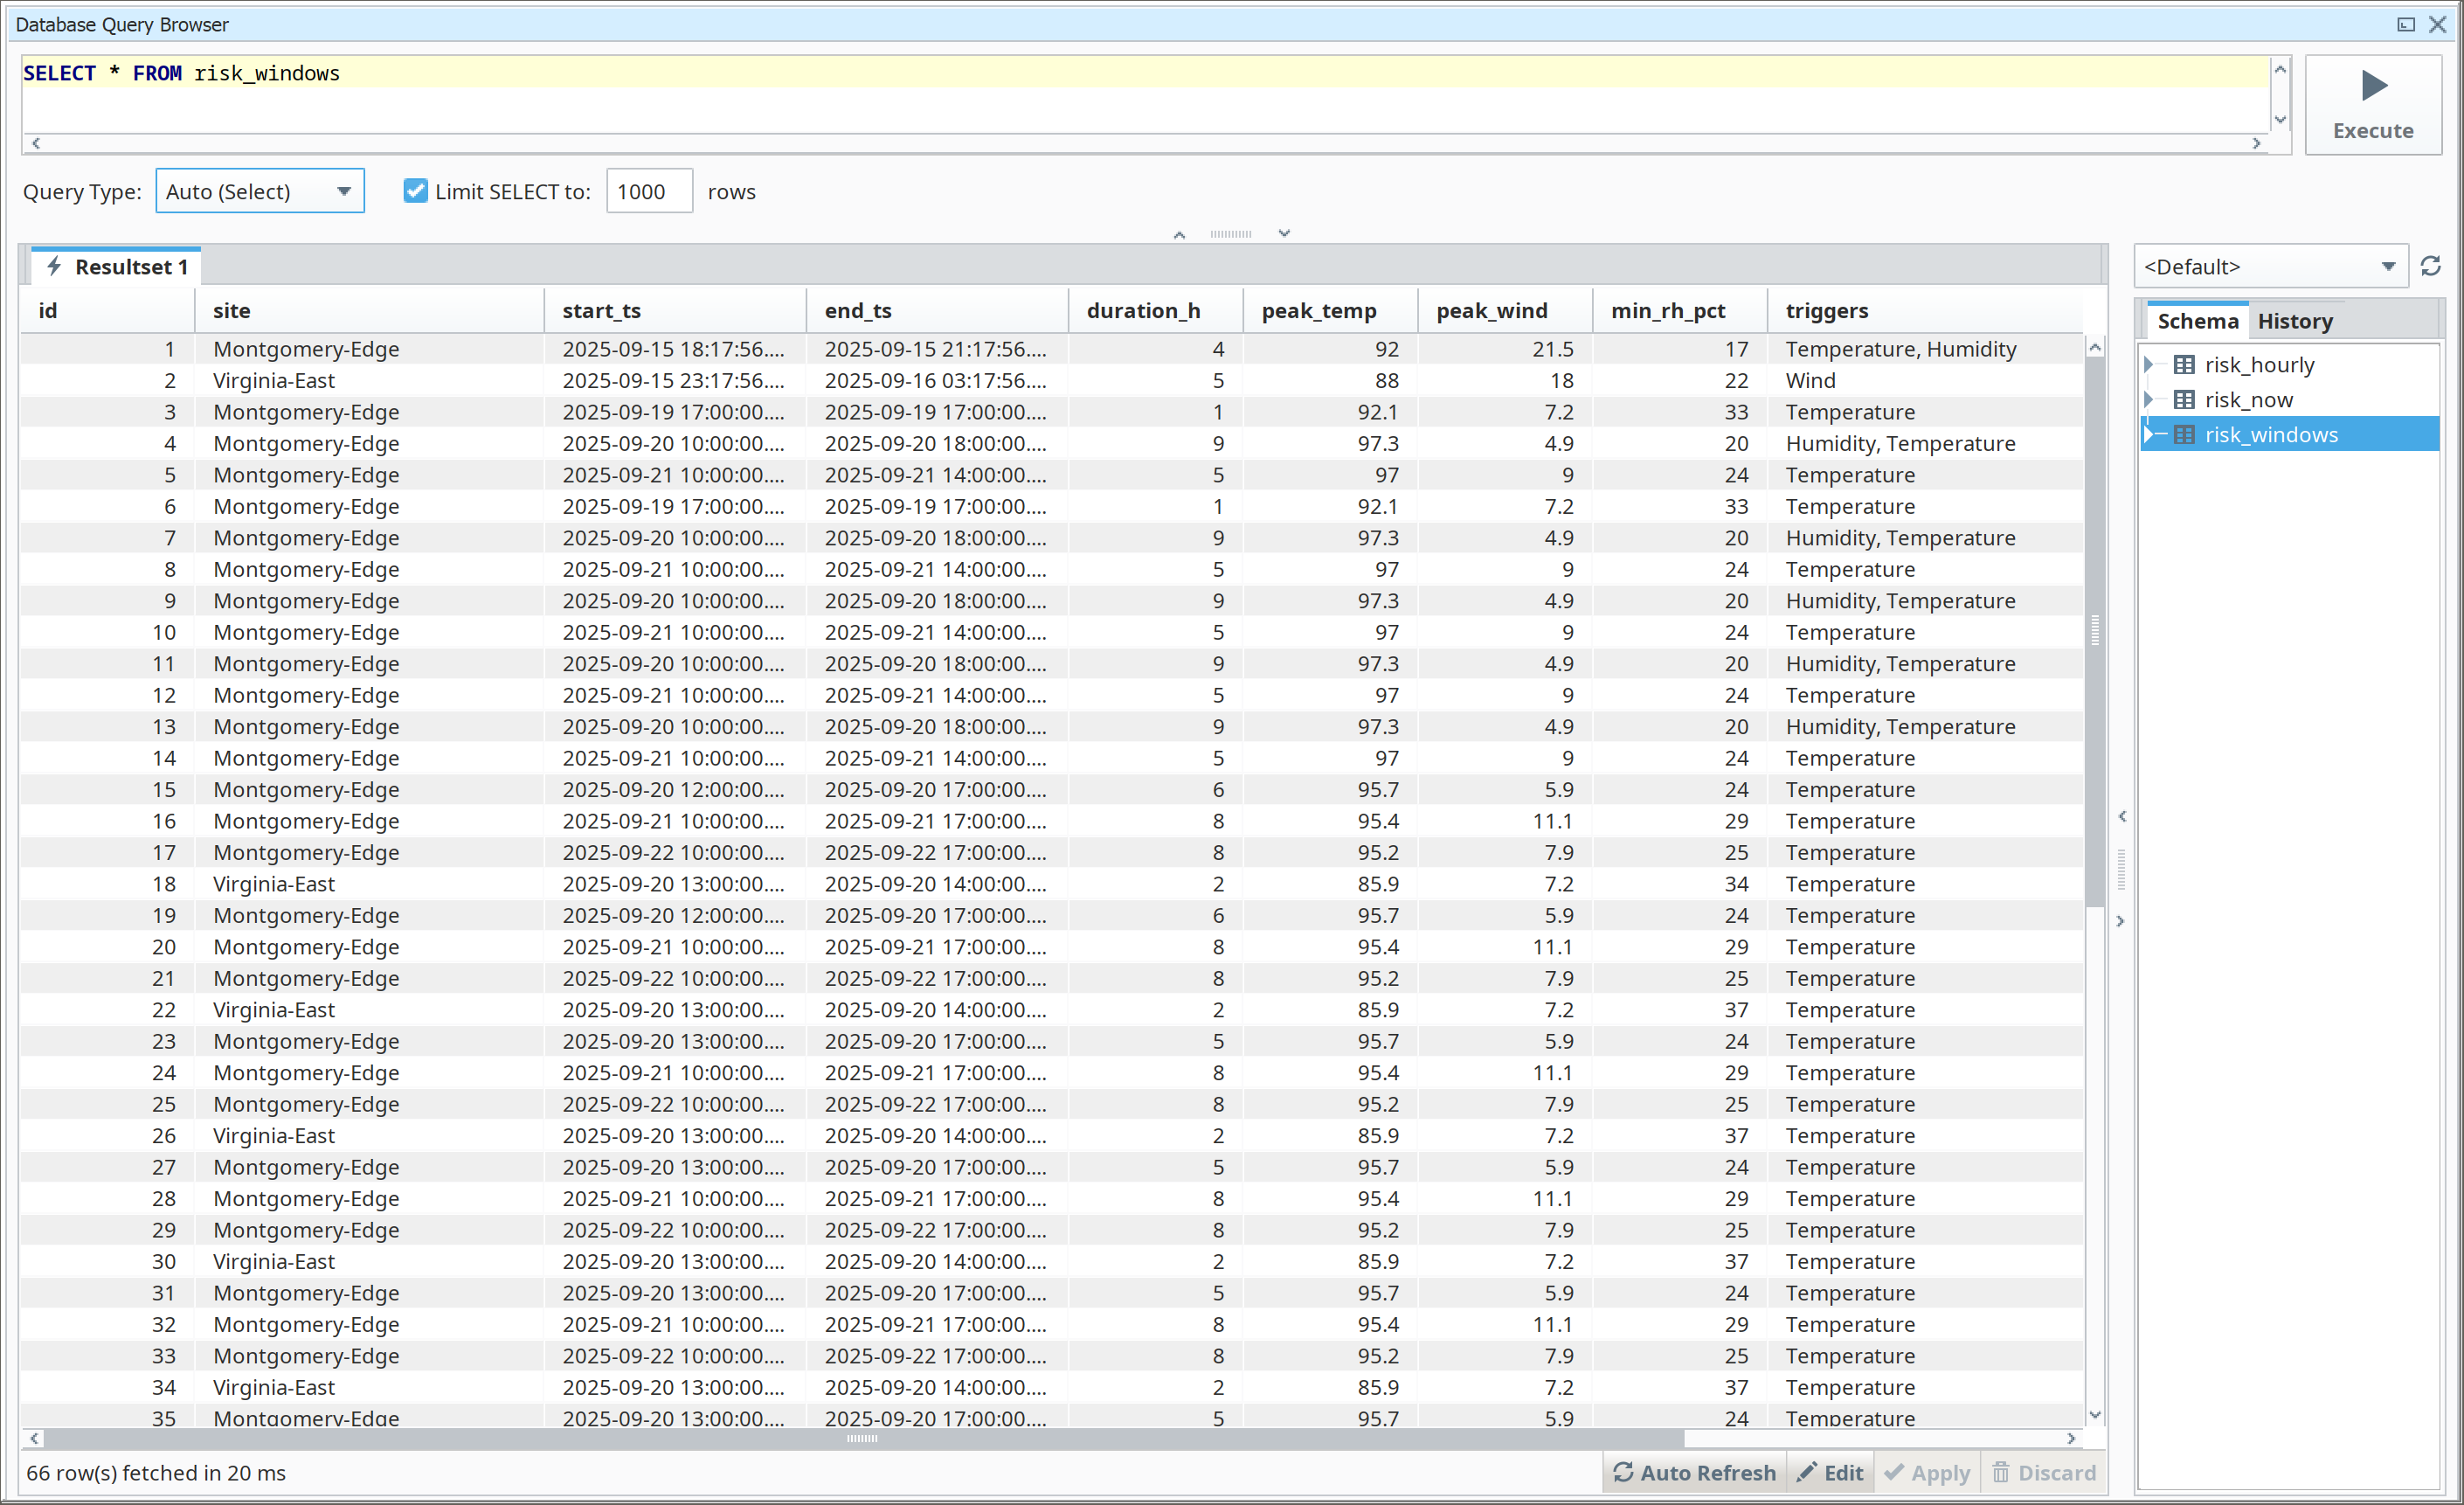 Database Query Browser
SELECT * FROM risk_windows
Execute
Query Type: Auto (Select) Limit SELECT to: 1000 rows
Resultset 1
<Default>
Schema History
risk_hourly
risk_now
risk_windows
id site start_ts end_ts duration_h peak_temp peak_wind min_rh_pct triggers
1 Montgomery-Edge 2025-09-15 18:17:56.... 2025-09-15 21:17:56.... 4 92 21.5 17 Temperature, Humidity
2 Virginia-East 2025-09-15 23:17:56.... 2025-09-16 03:17:56.... 5 88 18 22 Wind
3 Montgomery-Edge 2025-09-19 17:00:00.... 2025-09-19 17:00:00.... 1 92.1 7.2 33 Temperature
4 Montgomery-Edge 2025-09-20 10:00:00.... 2025-09-20 18:00:00.... 9 97.3 4.9 20 Humidity, Temperature
5 Montgomery-Edge 2025-09-21 10:00:00.... 2025-09-21 14:00:00.... 5 97 9 24 Temperature
6 Montgomery-Edge 2025-09-19 17:00:00.... 2025-09-19 17:00:00.... 1 92.1 7.2 33 Temperature
7 Montgomery-Edge 2025-09-20 10:00:00.... 2025-09-20 18:00:00.... 9 97.3 4.9 20 Humidity, Temperature
8 Montgomery-Edge 2025-09-21 10:00:00.... 2025-09-21 14:00:00.... 5 97 9 24 Temperature
9 Montgomery-Edge 2025-09-20 10:00:00.... 2025-09-20 18:00:00.... 9 97.3 4.9 20 Humidity, Temperature
10 Montgomery-Edge 2025-09-21 10:00:00.... 2025-09-21 14:00:00.... 5 97 9 24 Temperature
11 Montgomery-Edge 2025-09-20 10:00:00.... 2025-09-20 18:00:00.... 9 97.3 4.9 20 Humidity, Temperature
12 Montgomery-Edge 2025-09-21 10:00:00.... 2025-09-21 14:00:00.... 5 97 9 24 Temperature
13 Montgomery-Edge 2025-09-20 10:00:00.... 2025-09-20 18:00:00.... 9 97.3 4.9 20 Humidity, Temperature
14 Montgomery-Edge 2025-09-21 10:00:00.... 2025-09-21 14:00:00.... 5 97 9 24 Temperature
15 Montgomery-Edge 2025-09-20 12:00:00.... 2025-09-20 17:00:00.... 6 95.7 5.9 24 Temperature
16 Montgomery-Edge 2025-09-21 10:00:00.... 2025-09-21 17:00:00.... 8 95.4 11.1 29 Temperature
17 Montgomery-Edge 2025-09-22 10:00:00.... 2025-09-22 17:00:00.... 8 95.2 7.9 25 Temperature
18 Virginia-East 2025-09-20 13:00:00.... 2025-09-20 14:00:00.... 2 85.9 7.2 34 Temperature
19 Montgomery-Edge 2025-09-20 12:00:00.... 2025-09-20 17:00:00.... 6 95.7 5.9 24 Temperature
20 Montgomery-Edge 2025-09-21 10:00:00.... 2025-09-21 17:00:00.... 8 95.4 11.1 29 Temperature
21 Montgomery-Edge 2025-09-22 10:00:00.... 2025-09-22 17:00:00.... 8 95.2 7.9 25 Temperature
22 Virginia-East 2025-09-20 13:00:00.... 2025-09-20 14:00:00.... 2 85.9 7.2 37 Temperature
23 Montgomery-Edge 2025-09-20 13:00:00.... 2025-09-20 17:00:00.... 5 95.7 5.9 24 Temperature
24 Montgomery-Edge 2025-09-21 10:00:00.... 2025-09-21 17:00:00.... 8 95.4 11.1 29 Temperature
25 Montgomery-Edge 2025-09-22 10:00:00.... 2025-09-22 17:00:00.... 8 95.2 7.9 25 Temperature
26 Virginia-East 2025-09-20 13:00:00.... 2025-09-20 14:00:00.... 2 85.9 7.2 37 Temperature
27 Montgomery-Edge 2025-09-20 13:00:00.... 2025-09-20 17:00:00.... 5 95.7 5.9 24 Temperature
28 Montgomery-Edge 2025-09-21 10:00:00.... 2025-09-21 17:00:00.... 8 95.4 11.1 29 Temperature
29 Montgomery-Edge 2025-09-22 10:00:00.... 2025-09-22 17:00:00.... 8 95.2 7.9 25 Temperature
30 Virginia-East 2025-09-20 13:00:00.... 2025-09-20 14:00:00.... 2 85.9 7.2 37 Temperature
31 Montgomery-Edge 2025-09-20 13:00:00.... 2025-09-20 17:00:00.... 5 95.7 5.9 24 Temperature
32 Montgomery-Edge 2025-09-21 10:00:00.... 2025-09-21 17:00:00.... 8 95.4 11.1 29 Temperature
33 Montgomery-Edge 2025-09-22 10:00:00.... 2025-09-22 17:00:00.... 8 95.2 7.9 25 Temperature
34 Virginia-East 2025-09-20 13:00:00.... 2025-09-20 14:00:00.... 2 85.9 7.2 37 Temperature
35 Montgomery-Edge 2025-09-20 13:00:00.... 2025-09-20 17:00:00.... 5 95.7 5.9 24 Temperature
66 row(s) fetched in 20 ms
Auto Refresh Edit Apply Discard